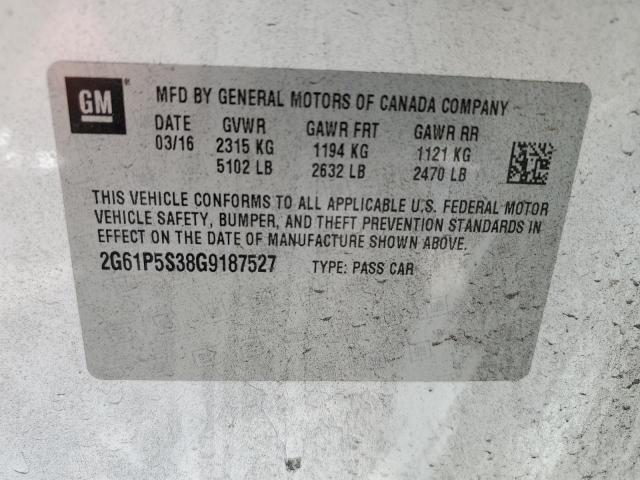 GM
MFD BY GENERAL MOTORS OF CANADA COMPANY
DATE GVWR GAWR FRT GAWR RR
03/16 2315 KG 1194 KG 1121 KG
5102 LB 2632 LB 2470 LB
THIS VEHICLE CONFORMS TO ALL APPLICABLE U.S. FEDERAL MOTOR
VEHICLE SAFETY, BUMPER, AND THEFT PREVENTION STANDARDS IN
EFFECT ON THE DATE OF MANUFACTURE SHOWN ABOVE.
2G61P5S38G9187527 TYPE: PASS CAR